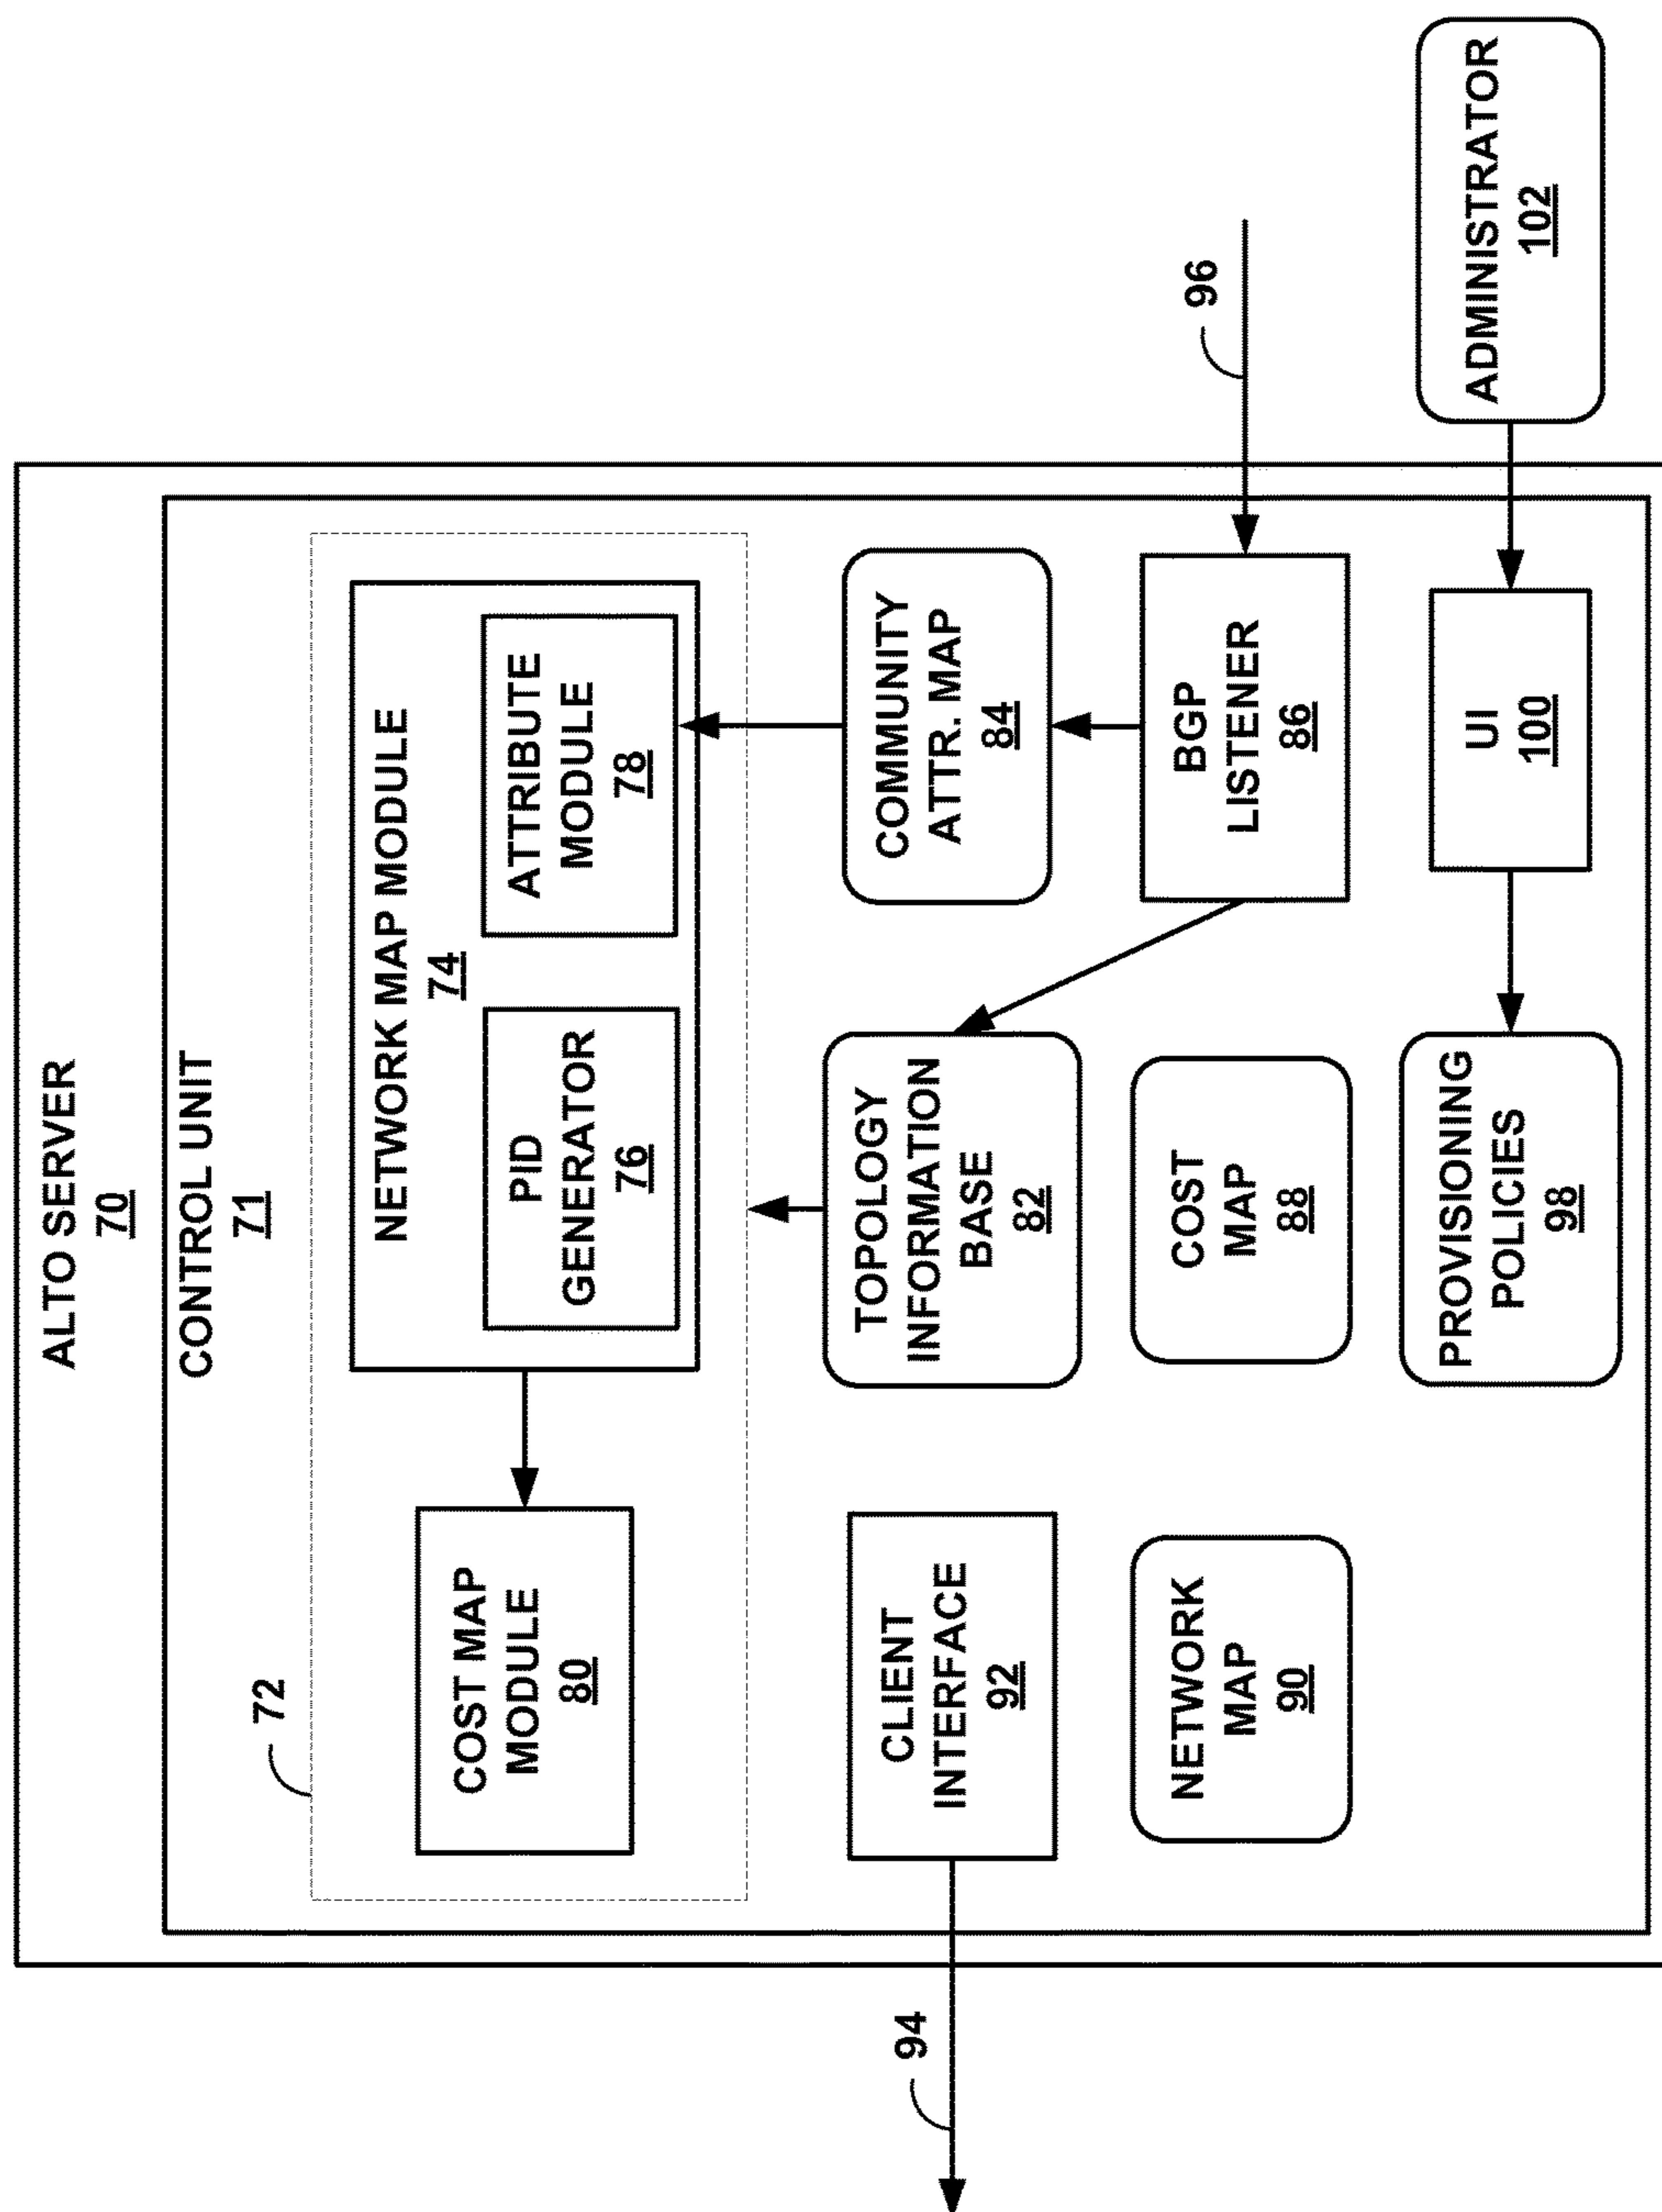 ALTO SERVER
70
CONTROL UNIT
71
72
NETWORK MAP MODULE
74
COST MAP
MODULE
80
PID
GENERATOR
76
ATTRIBUTE
MODULE
78
CLIENT
INTERFACE
92
94
TOPOLOGY
INFORMATION
BASE
82
COMMUNITY
ATTR. MAP
84
NETWORK
MAP
90
COST
MAP
88
BGP
LISTENER
86
96
PROVISIONING
POLICIES
98
UI
100
ADMINISTRATOR
102